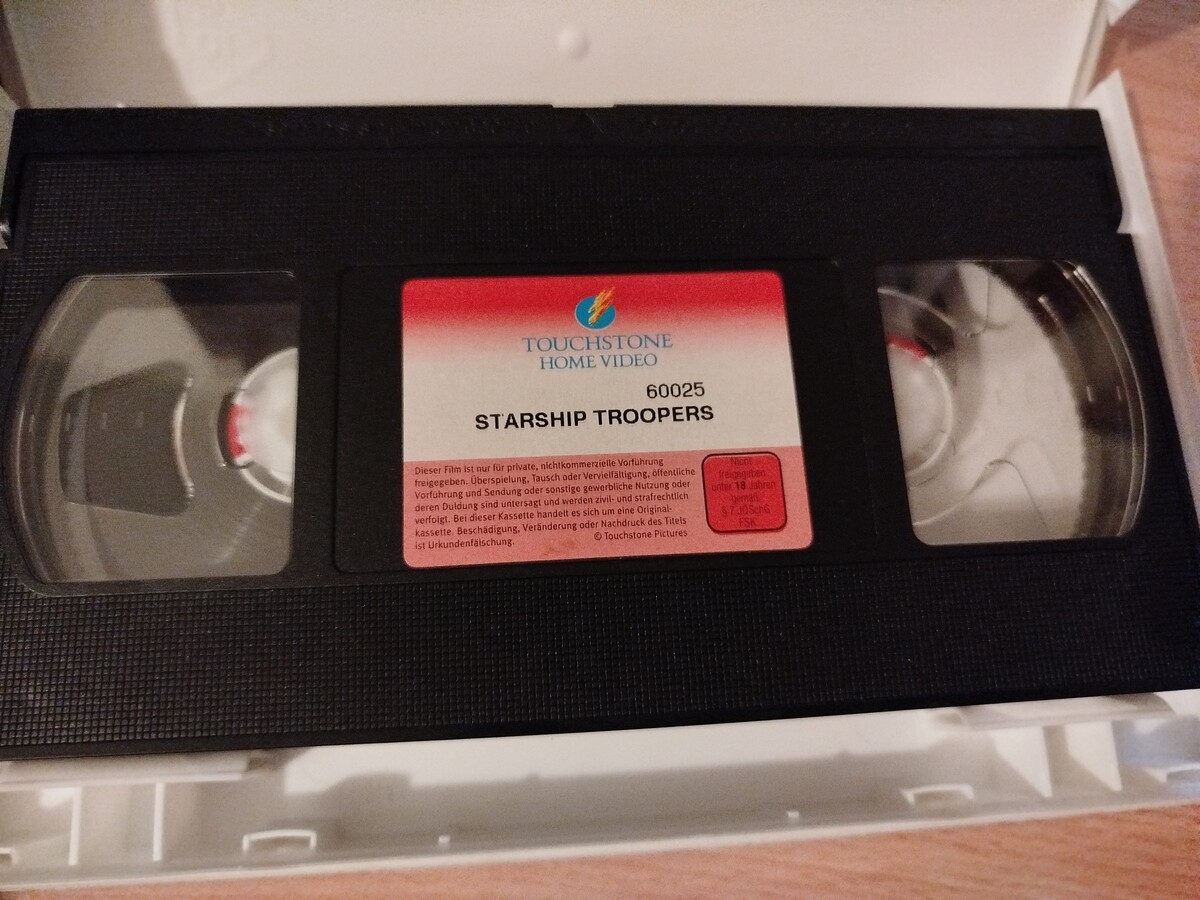 TOUCHSTONE
HOME VIDEO
60025
STARSHIP TROOPERS
Dieser Film ist nur für private, nichtkommerzielle Vorführung
freigegeben. Überspielung, Tausch oder Vervielfältigung, öffentliche
Vorführung und Sendung oder sonstige gewerbliche Nutzung oder
deren Duldung sind untersagt und werden zivil- und strafrechtlich
verfolgt. Bei dieser Kassette handelt es sich um eine Original-
kassette. Beschädigung, Veränderung oder Nachdruck des Titels
ist Urkundenfälschung.
© Touchstone Pictures
Nicht
freigegeben
unter 18 Jahren
gemäß
§ 7 JÖSchG
FSK